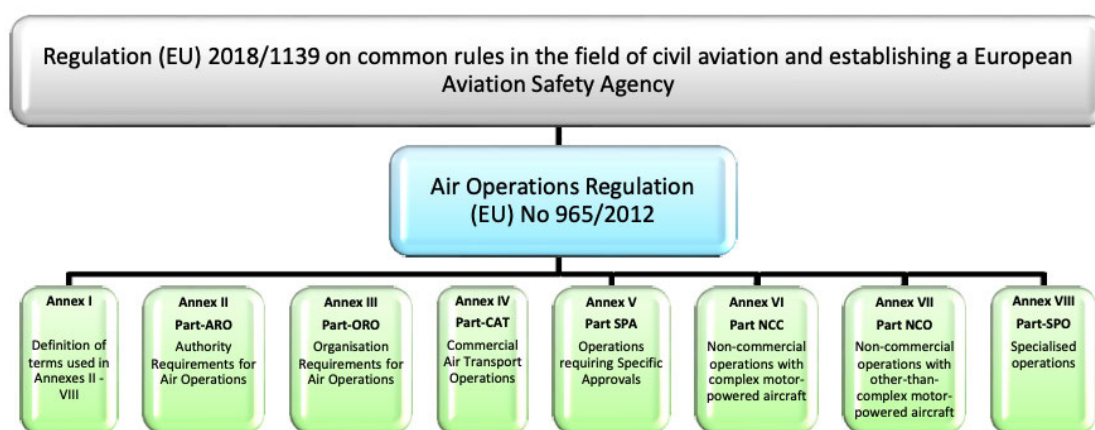 Regulation (EU) 2018/1139 on common rules in the field of civil aviation and establishing a European
Aviation Safety Agency
Air Operations Regulation
(EU) No 965/2012
Annex I
Definition of
terms used in
Annexes II -
VIII
Annex II
Part-ARO
Authority
Requirements for
Air Operations
Annex III
Part-ORO
Organisation
Requirements for
Air Operations
Annex IV
Part-CAT
Commercial
Air Transport
Operations
Annex V
Part SPA
Operations
requiring Specific
Approvals
Annex VI
Part NCC
Non-commercial
operations with
complex motor-
powered aircraft
Annex VII
Part NCO
Non-commercial
operations with
other-than-
complex motor-
powered aircraft
Annex VIII
Part-SPO
Specialised
operations